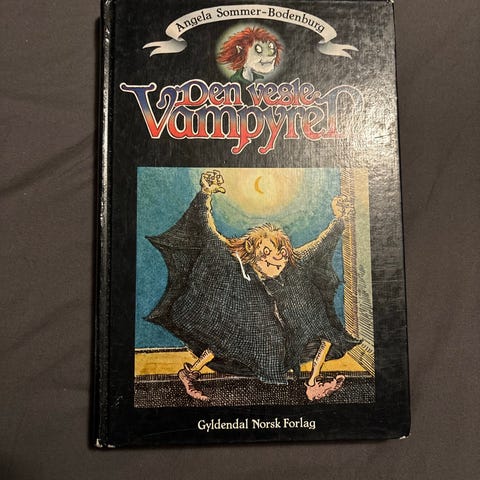 Angela Sommer-Bodenburg
Den vesle
Vampyren
Gyldendal Norsk Forlag